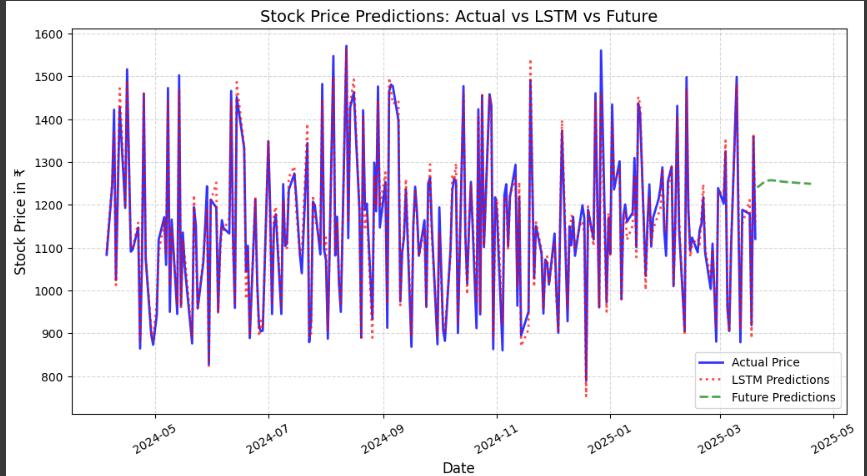 Stock Price Predictions: Actual vs LSTM vs Future
Stock Price in ₹
1600
1500
1400
1300
1200
1100
1000
900
800
Actual Price
LSTM Predictions
Future Predictions
2024-05
2024-07
2024-09
2024-11
2025-01
2025-03
2025-05
Date